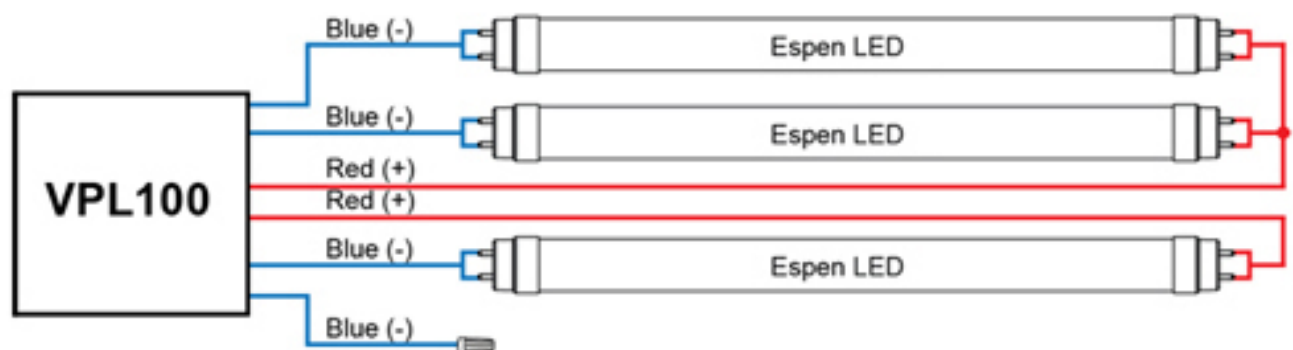 Blue (-)
Espen LED
Blue (-)
Espen LED
Red (+)
VPL100
Red (+)
Blue (-)
Espen LED
Blue (-)